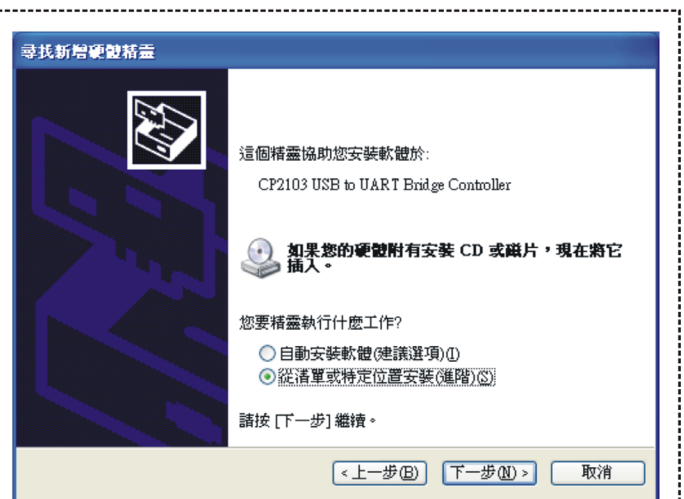 尋找新增硬體精靈
這個精靈協助您安裝軟體於:
CP2103 USB to UART Bridge Controller
如果您的硬體附有安裝 CD 或磁片，現在將它
插入。
您要精靈執行什麼工作?
自動安裝軟體(建議選項)(I)
從清單或特定位置安裝(進階)(S)
請按 [下一步] 繼續。
<上一步(B) 下一步(N)> 取消